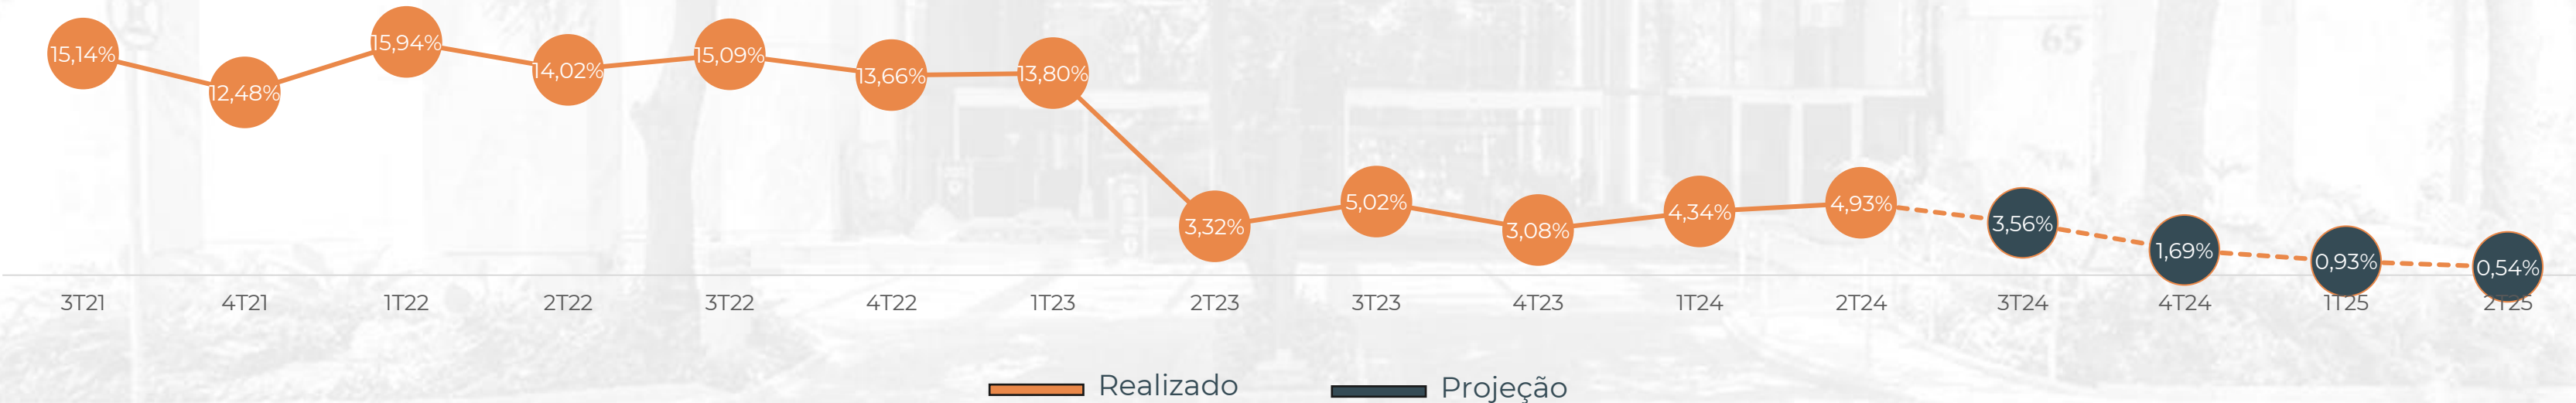 15,14% 12,48% 15,94% 14,02% 15,09% 13,66% 13,80% 3,32% 5,02% 3,08% 4,34% 4,93% 3,56% 1,69% 0,93% 0,54%
3T21 4T21 1T22 2T22 3T22 4T22 1T23 2T23 3T23 4T23 1T24 2T24 3T24 4T24 1T25 2T25
Realizado Projeção
65